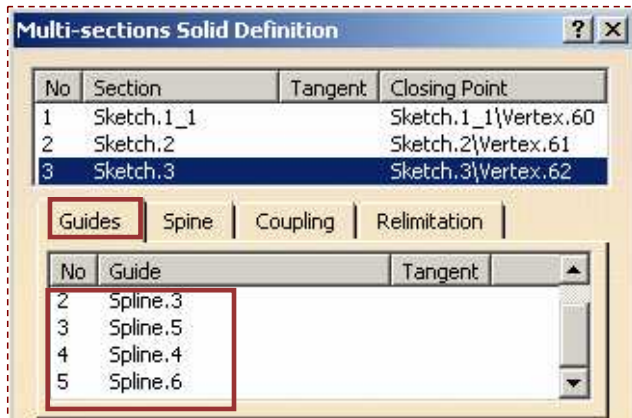 Multi-sections Solid Definition ? X
No Section Tangent Closing Point
1 Sketch.1_1 Sketch.1_1\Vertex.60
2 Sketch.2 Sketch.2\Vertex.61
3 Sketch.3 Sketch.3\Vertex.62
Guides Spine Coupling Relimitation
No Guide Tangent
2 Spline.3
3 Spline.5
4 Spline.4
5 Spline.6